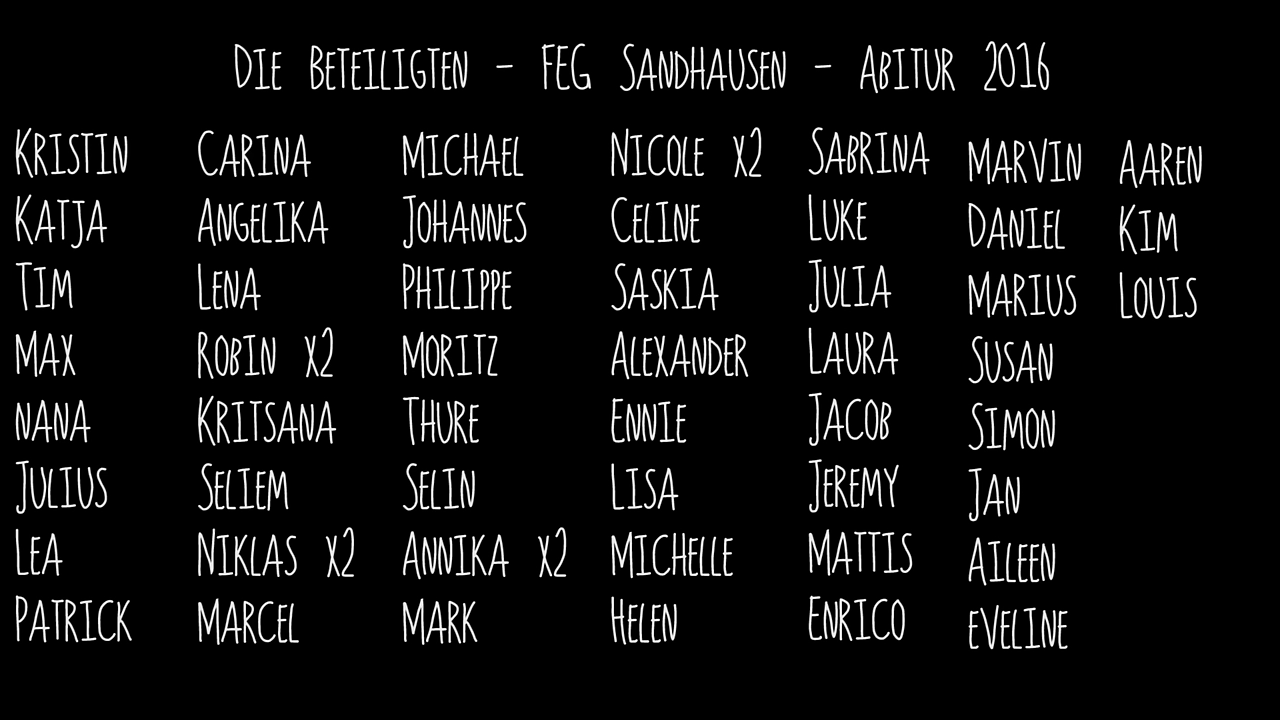 DIE BETEILIGTEN - FEG SANDHAUSEN - ABITUR 2016
KRISTIN
KATJA
TIM
MAX
NANA
JULIUS
LEA
PATRICK
CARINA
ANGELIKA
LENA
ROBIN X2
KRITSANA
SELIEM
NIKLAS X2
MARCEL
MICHAEL
JOHANNES
PHILIPPE
MORITZ
THURE
SELIN
ANNIKA X2
MARK
NICOLE X2
CELINE
SASKIA
ALEXANDER
ENNIE
LISA
MICHELLE
HELEN
SABRINA
LUKE
JULIA
LAURA
JACOB
JEREMY
MATTIS
ENRICO
MARVIN
DANIEL
MARIUS
SUSAN
SIMON
JAN
AILEEN
EVELINE
AAREN
KIM
LOUIS